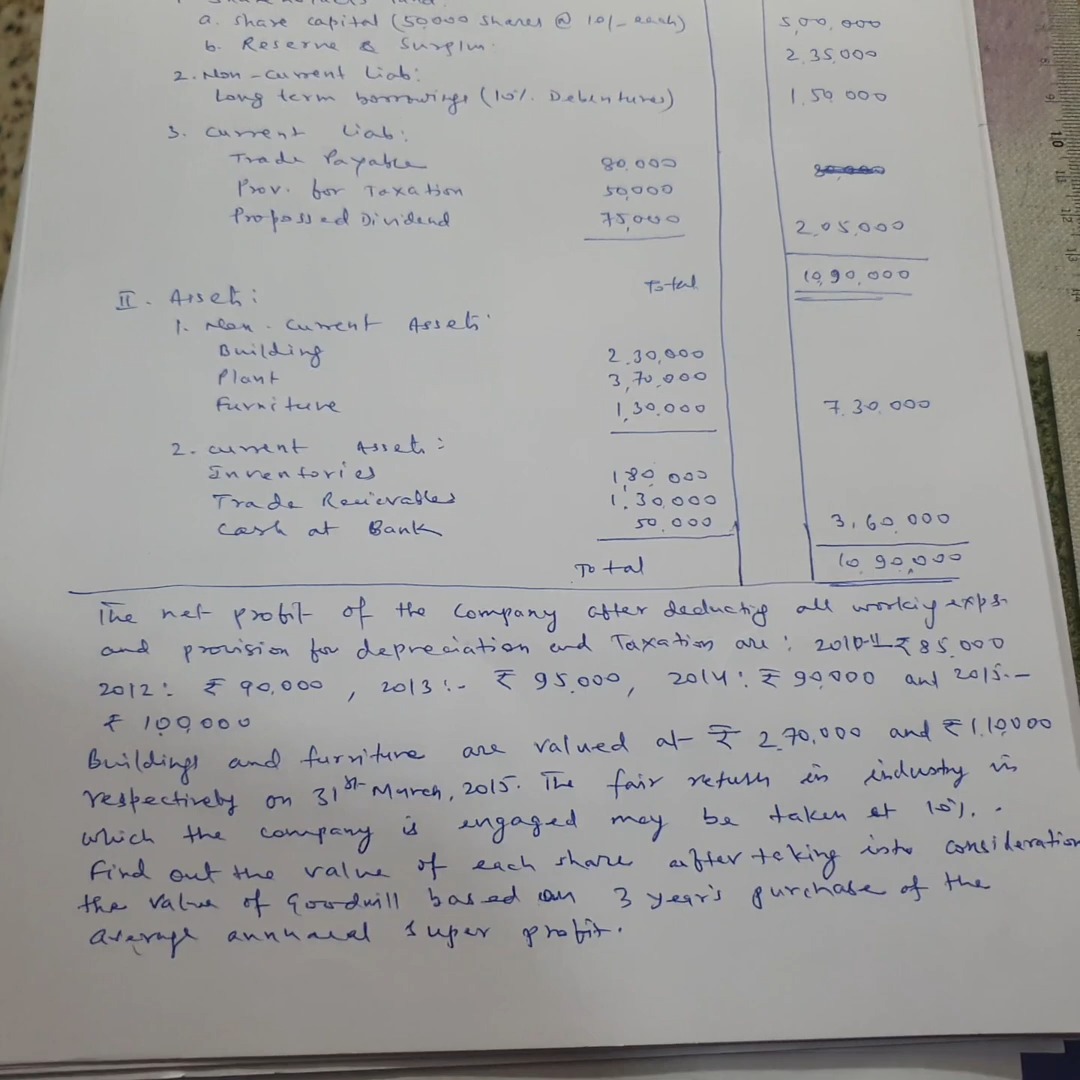 a. Share capital (50000 shares @ 10/- each) 5,00,000
b. Reserve & Surplus 2,35,000
2. Non-current Liab:
Long term borrowings (10% Debentures) 1,50,000
3. Current Liab:
Trade Payable 80,000
Prov. for Taxation 50,000
Propossed Dividend 75,000 2,05,000
Total 10,90,000
II. Assets:
1. Non-Current Assets:
Building 2,30,000
Plant 3,70,000
Furniture 1,30,000 7,30,000
2. Current Assets:
Inventories 1,80,000
Trade Recievables 1,30,000
Cash at Bank 50,000 3,60,000
Total 10,90,000
The net profit of the company after deducting all working exps.
and provision for depreciation and Taxation are: 2010-11 ₹ 85,000
2012: ₹ 90,000, 2013:- ₹ 95,000, 2014: ₹ 90,000 and 2015:-
₹ 1,00,000
Buildings and furniture are valued at ₹ 2,70,000 and ₹ 1,10,000
respectively on 31st March, 2015. The fair return in industry in
which the company is engaged may be taken at 10%.
Find out the value of each share after taking into consideration
the value of Goodwill based on 3 year's purchase of the
average annual super profit.